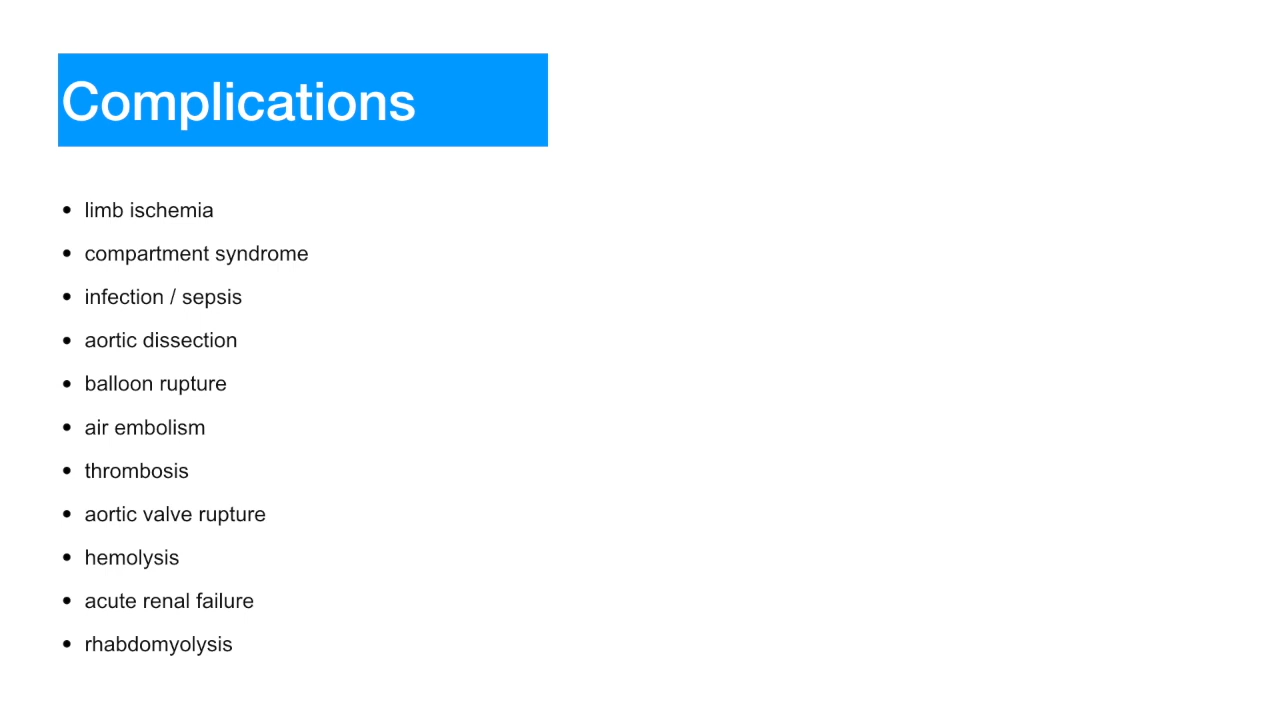 Complications
• limb ischemia
• compartment syndrome
• infection / sepsis
• aortic dissection
• balloon rupture
• air embolism
• thrombosis
• aortic valve rupture
• hemolysis
• acute renal failure
• rhabdomyolysis